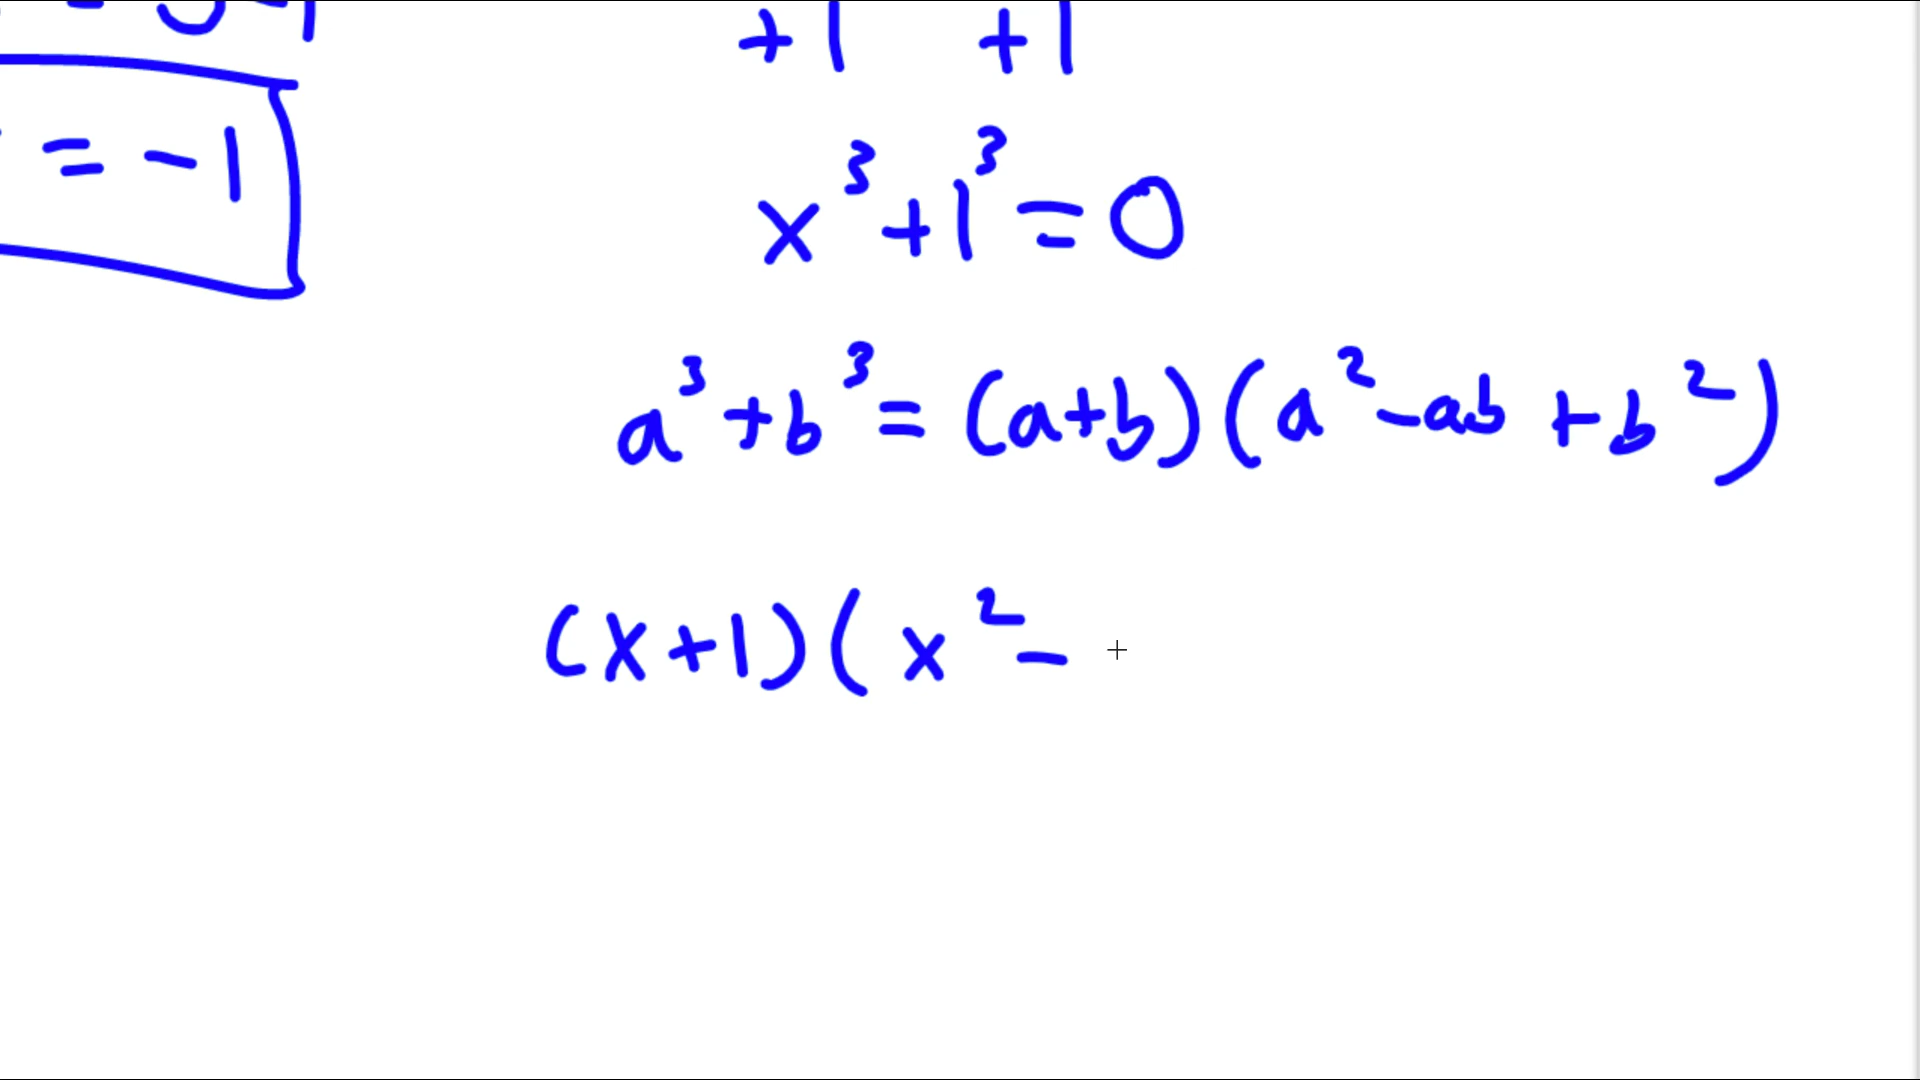 = -1
+1 +1
x³+1³=0
a³+b³=(a+b)(a²-ab+b²)
(x+1)(x²-